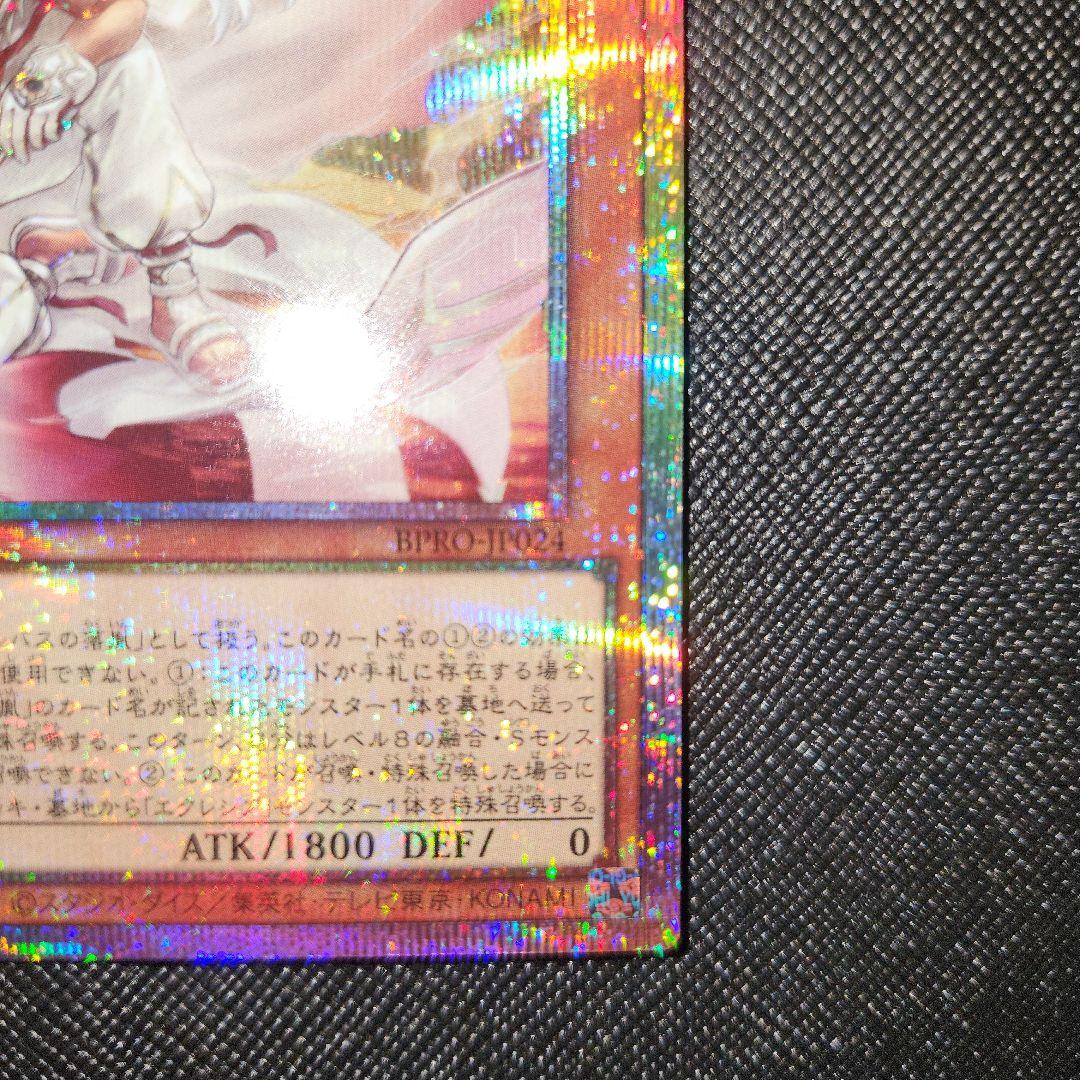 BPRO-JP024
バスの落胤」として扱う。このカード名の①②の効果は
使用できない。①:このカードが手札に存在する場合、
胤」のカード名が記されたモンスター1体を墓地へ送って
殊召喚する。このターン はレベル8の融合・Sモンス
召喚できない。②:このカードが召喚・特殊召喚した場合に
ッキ・墓地から「エクレシア」モンスター1体を特殊召喚する。
ATK/1800 DEF/ 0
©スタジオ・ダイス/集英社・テレビ東京・KONAMI